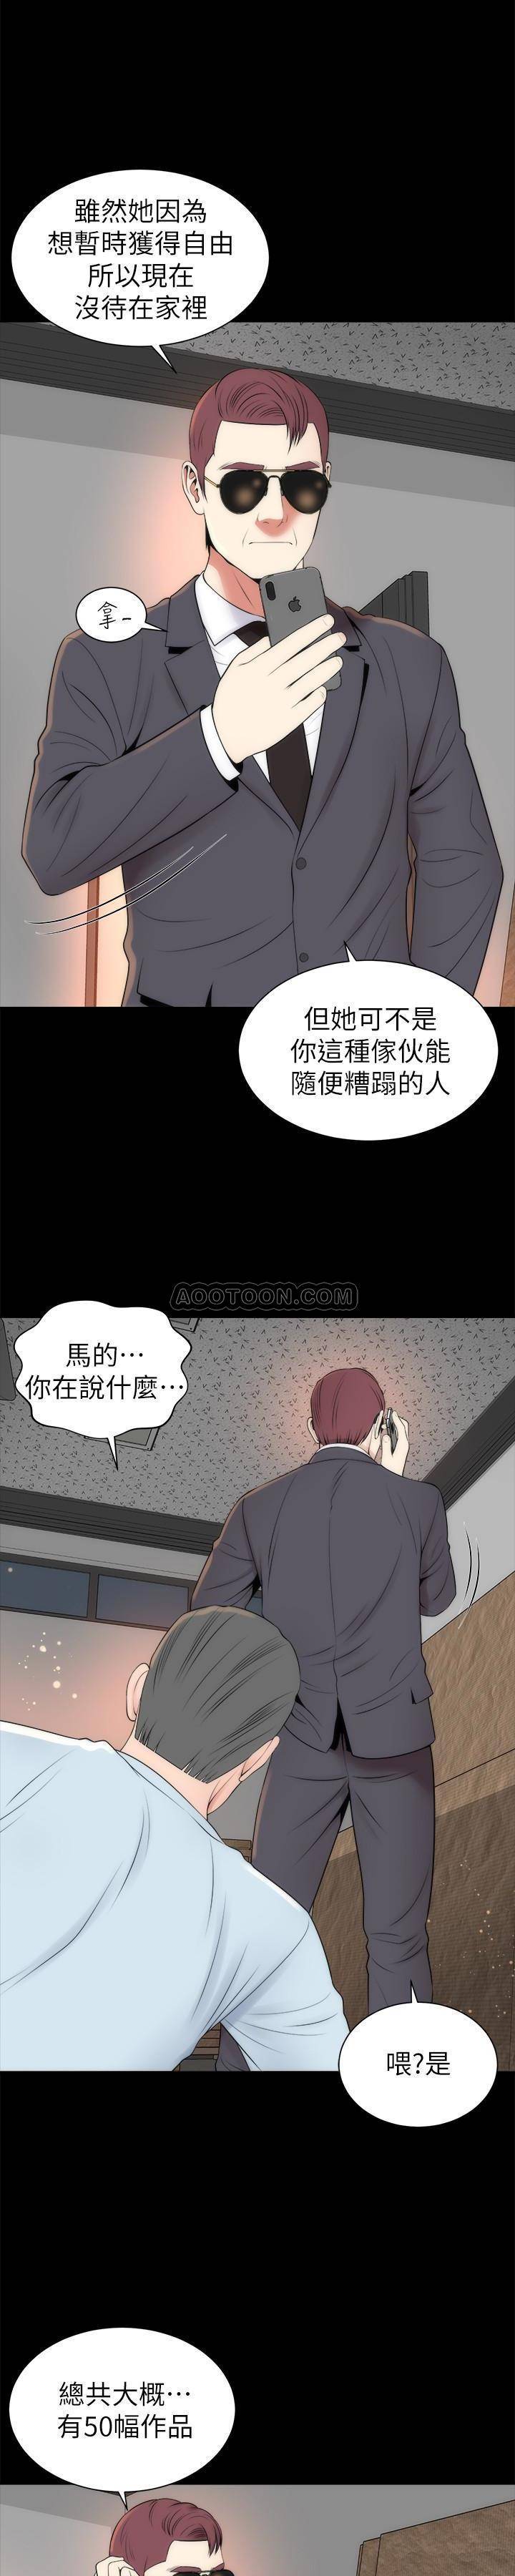 雖然她因為
想暫時獲得自由
所以現在
沒待在家裡
拿-
但她可不是
你這種傢伙能
隨便糟蹋的人
AOOTOON.COM
馬的⋯
你在說什麼⋯
喂?是
總共大概⋯
有50幅作品